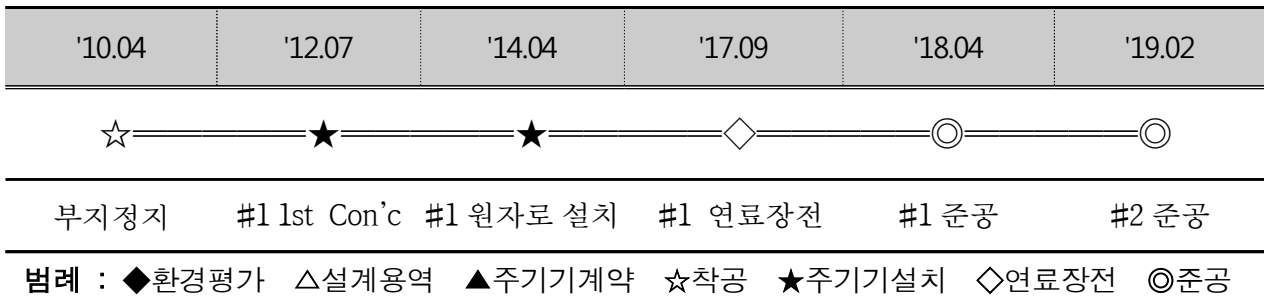 '10.04 '12.07 '14.04 '17.09 '18.04 '19.02
☆═════★═════★═════◇═════◎═════◎
부지정지 #1 1st Con’c #1 원자로 설치 #1 연료장전 #1 준공 #2 준공
범례 : ◆환경평가 △설계용역 ▲주기기계약 ☆착공 ★주기기설치 ◇연료장전 ◎준공